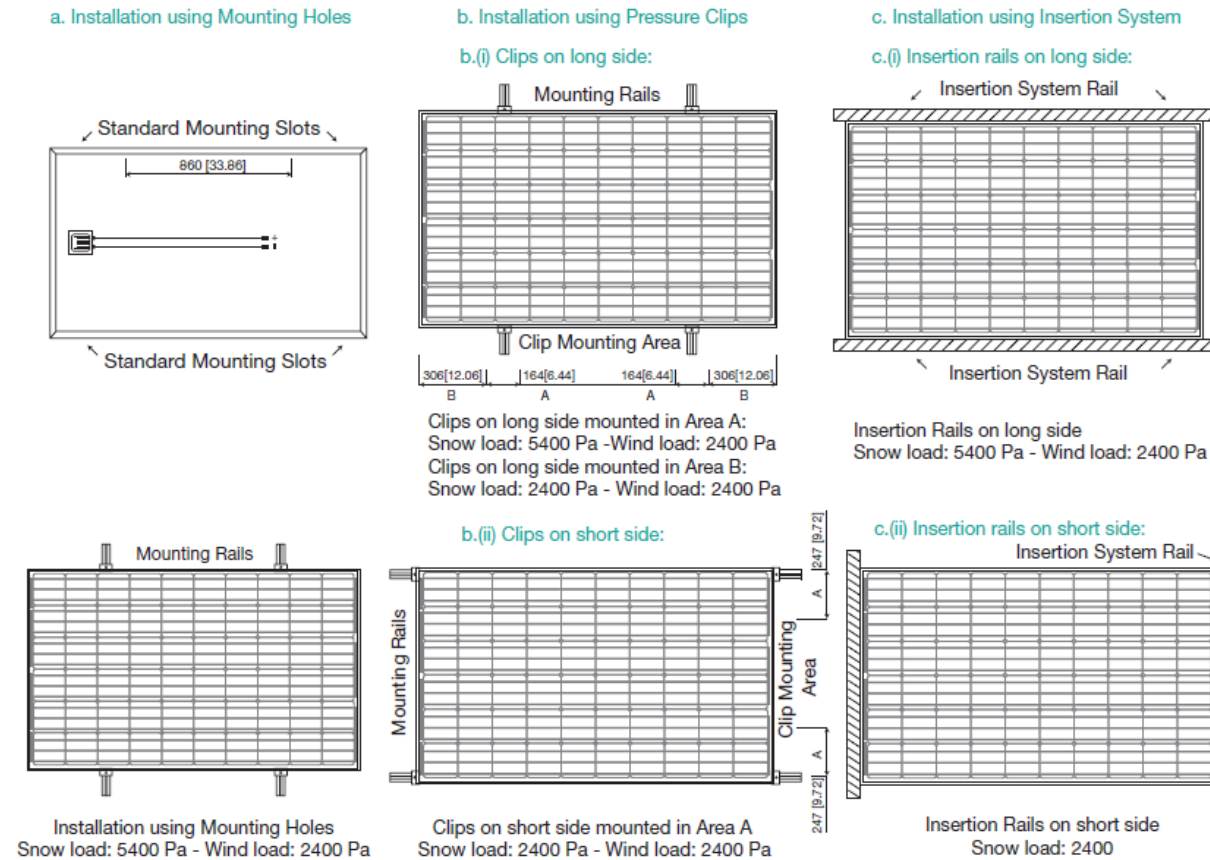 a. Installation using Mounting Holes
Standard Mounting Slots
860 [33.86]
+
-
Standard Mounting Slots
Mounting Rails
Installation using Mounting Holes
Snow load: 5400 Pa - Wind load: 2400 Pa
b. Installation using Pressure Clips
b.(i) Clips on long side:
Mounting Rails
Clip Mounting Area
306[12.06] 164[6.44] 164[6.44] 306[12.06]
B A A B
Clips on long side mounted in Area A:
Snow load: 5400 Pa -Wind load: 2400 Pa
Clips on long side mounted in Area B:
Snow load: 2400 Pa - Wind load: 2400 Pa
b.(ii) Clips on short side:
Mounting Rails
Clip Mounting
Area
247 [9.72]
A
A
247 [9.72]
Clips on short side mounted in Area A
Snow load: 2400 Pa - Wind load: 2400 Pa
c. Installation using Insertion System
c.(i) Insertion rails on long side:
Insertion System Rail
Insertion System Rail
Insertion Rails on long side
Snow load: 5400 Pa - Wind load: 2400 Pa
c.(ii) Insertion rails on short side:
Insertion System Rail
Insertion Rails on short side
Snow load: 2400